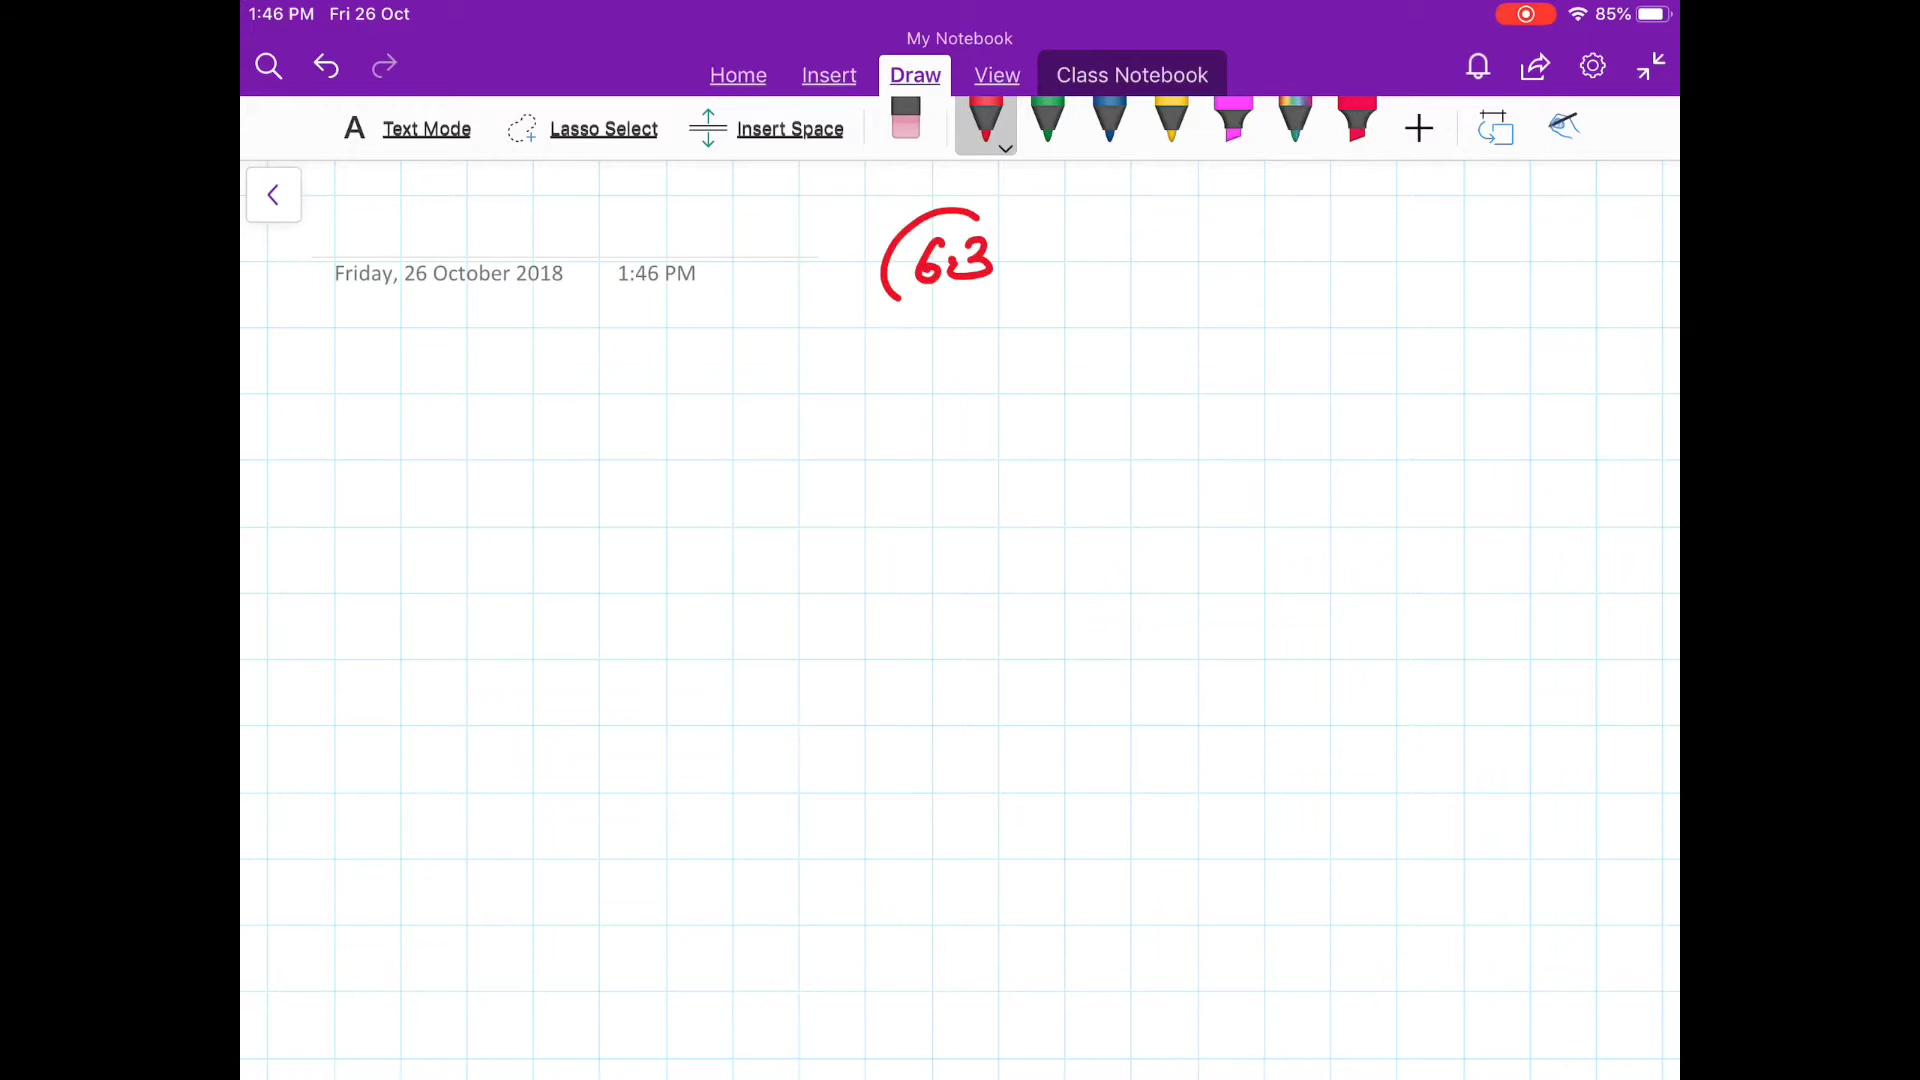 1:46 PM Fri 26 Oct 85%
My Notebook
Home Insert Draw View Class Notebook
A Text Mode Lasso Select Insert Space
(6.3
Friday, 26 October 2018 1:46 PM